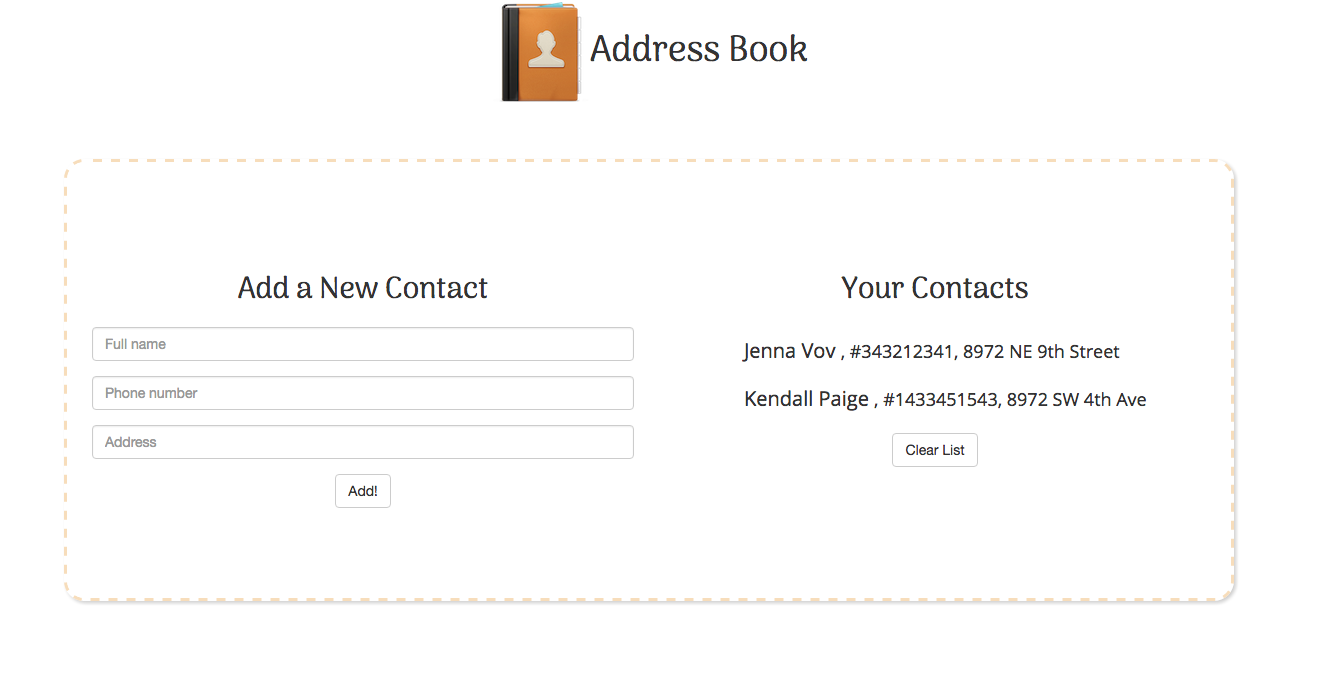 Address Book
Add a New Contact
Full name
Phone number
Address
Add!
Your Contacts
Jenna Vov , #343212341, 8972 NE 9th Street
Kendall Paige , #1433451543, 8972 SW 4th Ave
Clear List